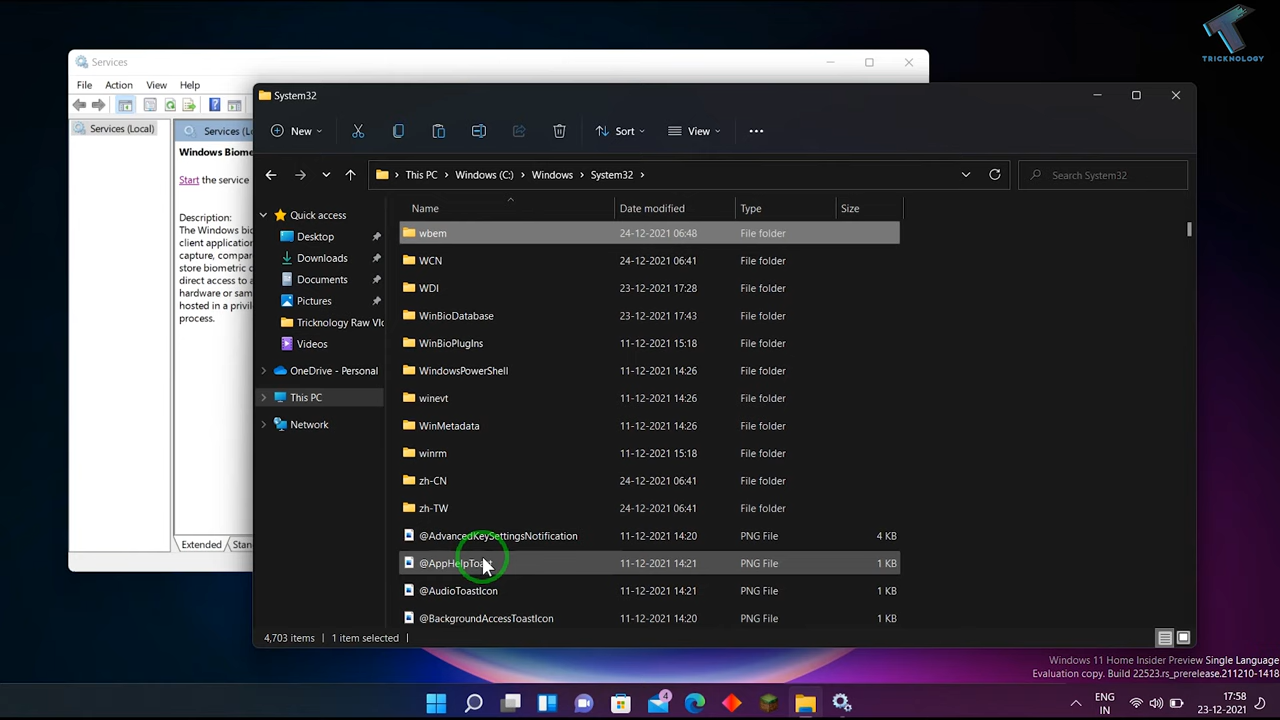 TRICKNOLOGY
Services
File Action View Help
Services (Local)
Services (L
Windows Biome
Start the service
Description:
The Windows bio
client application
capture, compare
store biometric d
direct access to a
hardware or sam
hosted in a privil
process.
Extended Stan
System32
New Sort View
This PC Windows (C:) Windows System32
Search System32
Quick access
Desktop
Downloads
Documents
Pictures
Tricknology Raw Vlc
Videos
OneDrive - Personal
This PC
Network
Name Date modified Type Size
wbem 24-12-2021 06:48 File folder
WCN 24-12-2021 06:41 File folder
WDI 23-12-2021 17:28 File folder
WinBioDatabase 23-12-2021 17:43 File folder
WinBioPlugIns 11-12-2021 15:18 File folder
WindowsPowerShell 11-12-2021 14:26 File folder
winevt 11-12-2021 14:26 File folder
WinMetadata 11-12-2021 14:26 File folder
winrm 11-12-2021 15:18 File folder
zh-CN 24-12-2021 06:41 File folder
zh-TW 24-12-2021 06:41 File folder
@AdvancedKeySettingsNotification 11-12-2021 14:20 PNG File 4 KB
@AppHelpToast 11-12-2021 14:21 PNG File 1 KB
@AudioToastIcon 11-12-2021 14:21 PNG File 1 KB
@BackgroundAccessToastIcon 11-12-2021 14:20 PNG File 1 KB
4,703 items 1 item selected
Windows 11 Home Insider Preview Single Language
Evaluation copy. Build 22523.rs_prerelease.211210-1418
4
ENG
IN
17:58
23-12-2021